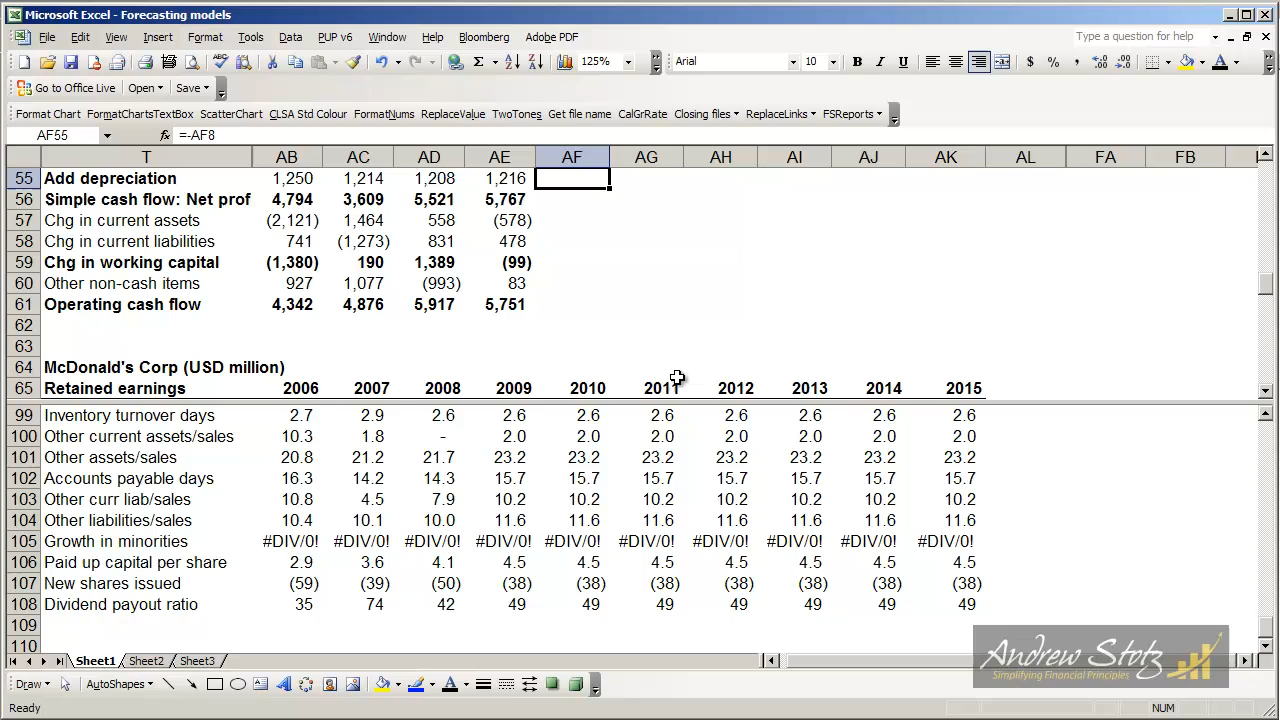 Microsoft Excel - Forecasting models
File Edit View Insert Format Tools Data PUP v6 Window Help Bloomberg Adobe PDF Type a question for help
125% Arial 10 B I U $ % ,
Go to Office Live Open Save
Format Chart FormatChartsTextBox ScatterChart CLSA Std Colour FormatNums ReplaceValue TwoTones Get file name CalGrRate Closing files ReplaceLinks FSReports
AF55 fx =-AF8
T AB AC AD AE AF AG AH AI AJ AK AL FA FB
55 Add depreciation 1,250 1,214 1,208 1,216
56 Simple cash flow: Net prof 4,794 3,609 5,521 5,767
57 Chg in current assets (2,121) 1,464 558 (578)
58 Chg in current liabilities 741 (1,273) 831 478
59 Chg in working capital (1,380) 190 1,389 (99)
60 Other non-cash items 927 1,077 (993) 83
61 Operating cash flow 4,342 4,876 5,917 5,751
62
63
64 McDonald's Corp (USD million)
65 Retained earnings 2006 2007 2008 2009 2010 2011 2012 2013 2014 2015
99 Inventory turnover days 2.7 2.9 2.6 2.6 2.6 2.6 2.6 2.6 2.6 2.6
100 Other current assets/sales 10.3 1.8 - 2.0 2.0 2.0 2.0 2.0 2.0 2.0
101 Other assets/sales 20.8 21.2 21.7 23.2 23.2 23.2 23.2 23.2 23.2 23.2
102 Accounts payable days 16.3 14.2 14.3 15.7 15.7 15.7 15.7 15.7 15.7 15.7
103 Other curr liab/sales 10.8 4.5 7.9 10.2 10.2 10.2 10.2 10.2 10.2 10.2
104 Other liabilities/sales 10.4 10.1 10.0 11.6 11.6 11.6 11.6 11.6 11.6 11.6
105 Growth in minorities #DIV/0! #DIV/0! #DIV/0! #DIV/0! #DIV/0! #DIV/0! #DIV/0! #DIV/0! #DIV/0! #DIV/0!
106 Paid up capital per share 2.9 3.6 4.1 4.5 4.5 4.5 4.5 4.5 4.5 4.5
107 New shares issued (59) (39) (50) (38) (38) (38) (38) (38) (38) (38)
108 Dividend payout ratio 35 74 42 49 49 49 49 49 49 49
109
110
Sheet1 Sheet2 Sheet3
Andrew Stotz
Simplifying Financial Principles
Draw AutoShapes
Ready NUM